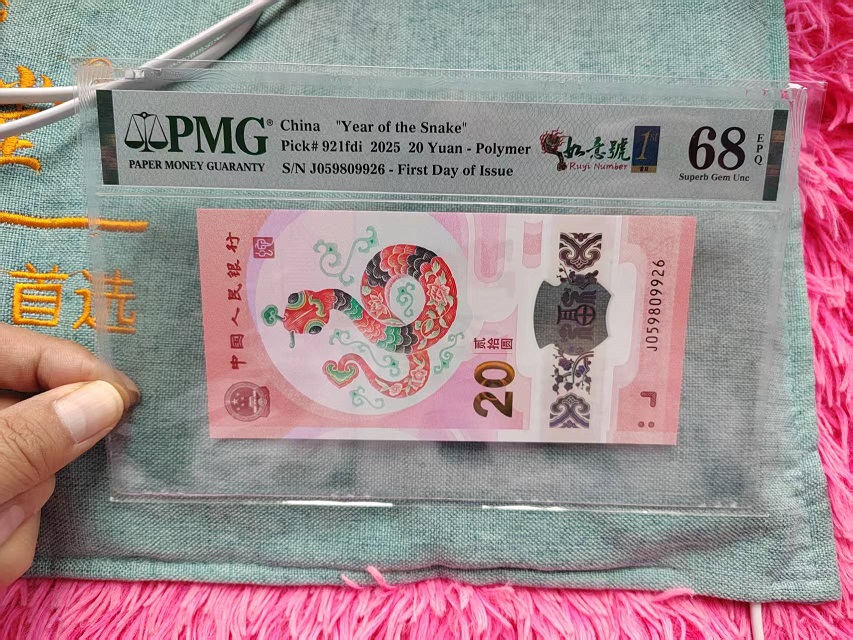 PMG®
PAPER MONEY GUARANTY
China "Year of the Snake"
Pick# 921fdi 2025 20 Yuan - Polymer
S/N J059809926 - First Day of Issue
如意號
Ruyi Number
1st
68
EPQ
Superb Gem Unc
中国人民银行
贰拾圆
20
J059809926
首选